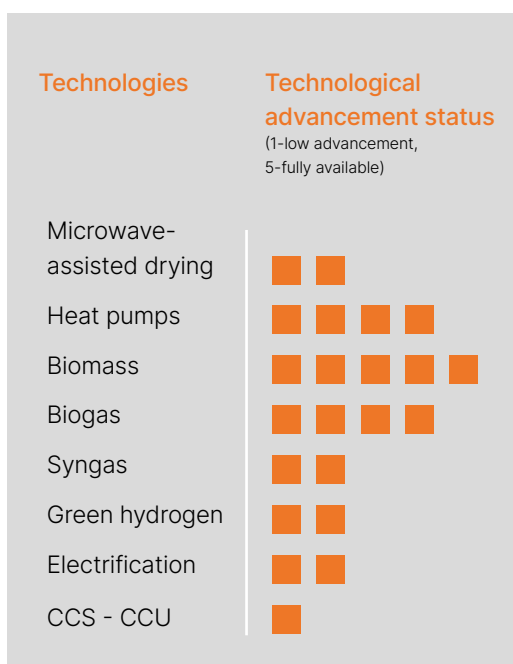 Technologies
Technological
advancement status
(1-low advancement,
5-fully available)
Microwave-
assisted drying
Heat pumps
Biomass
Biogas
Syngas
Green hydrogen
Electrification
CCS - CCU